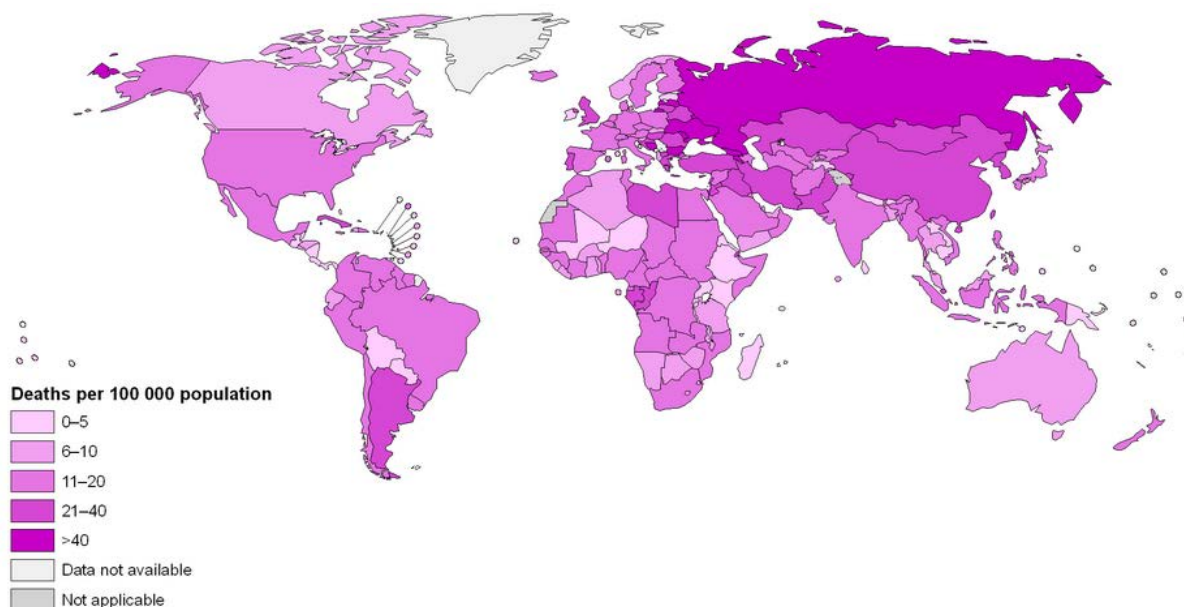 Deaths per 100 000 population
0–5
6–10
11–20
21–40
>40
Data not available
Not applicable